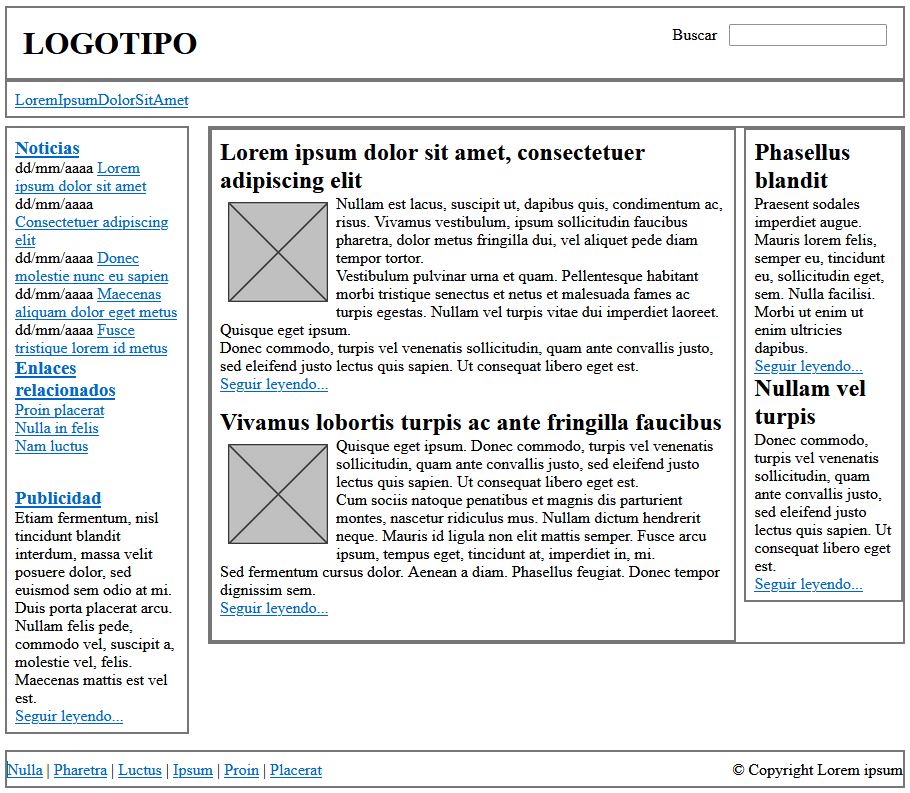 LOGOTIPO
Buscar
LoremIpsumDolorSitAmet
Noticias
dd/mm/aaaa Lorem
ipsum dolor sit amet
dd/mm/aaaa
Consectetuer adipiscing
elit
dd/mm/aaaa Donec
molestie nunc eu sapien
dd/mm/aaaa Maecenas
aliquam dolor eget metus
dd/mm/aaaa Fusce
tristique lorem id metus
Enlaces
relacionados
Proin placerat
Nulla in felis
Nam luctus
Publicidad
Etiam fermentum, nisl
tincidunt blandit
interdum, massa velit
posuere dolor, sed
euismod sem odio at mi.
Duis porta placerat arcu.
Nullam felis pede,
commodo vel, suscipit a,
molestie vel, felis.
Maecenas mattis est vel
est.
Seguir leyendo...
Lorem ipsum dolor sit amet, consectetuer
adipiscing elit
Nullam est lacus, suscipit ut, dapibus quis, condimentum ac,
risus. Vivamus vestibulum, ipsum sollicitudin faucibus
pharetra, dolor metus fringilla dui, vel aliquet pede diam
tempor tortor.
Vestibulum pulvinar urna et quam. Pellentesque habitant
morbi tristique senectus et netus et malesuada fames ac
turpis egestas. Nullam vel turpis vitae dui imperdiet laoreet.
Quisque eget ipsum.
Donec commodo, turpis vel venenatis sollicitudin, quam ante convallis justo,
sed eleifend justo lectus quis sapien. Ut consequat libero eget est.
Seguir leyendo...
Vivamus lobortis turpis ac ante fringilla faucibus
Quisque eget ipsum. Donec commodo, turpis vel venenatis
sollicitudin, quam ante convallis justo, sed eleifend justo
lectus quis sapien. Ut consequat libero eget est.
Cum sociis natoque penatibus et magnis dis parturient
montes, nascetur ridiculus mus. Nullam dictum hendrerit
neque. Mauris id ligula non elit mattis semper. Fusce arcu
ipsum, tempus eget, tincidunt at, imperdiet in, mi.
Sed fermentum cursus dolor. Aenean a diam. Phasellus feugiat. Donec tempor
dignissim sem.
Seguir leyendo...
Phasellus
blandit
Praesent sodales
imperdiet augue.
Mauris lorem felis,
semper eu, tincidunt
eu, sollicitudin eget,
sem. Nulla facilisi.
Morbi ut enim ut
enim ultricies
dapibus.
Seguir leyendo...
Nullam vel
turpis
Donec commodo,
turpis vel venenatis
sollicitudin, quam
ante convallis justo,
sed eleifend justo
lectus quis sapien. Ut
consequat libero eget
est.
Seguir leyendo...
Nulla | Pharetra | Luctus | Ipsum | Proin | Placerat
© Copyright Lorem ipsum